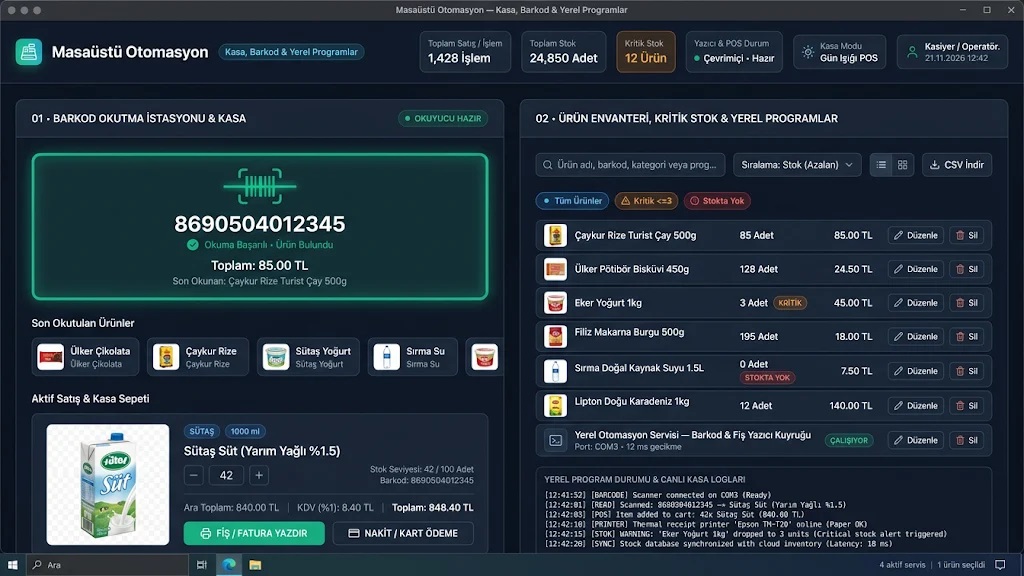 Masaüstü Otomasyon — Kasa, Barkod & Yerel Programlar
Masaüstü Otomasyon
Kasa, Barkod & Yerel Programlar
Toplam Satış / İşlem
1,428 İşlem
Toplam Stok
24,850 Adet
Kritik Stok
12 Ürün
Yazıcı & POS Durum
Çevrimiçi • Hazır
Kasa Modu
Gün Işığı POS
Kasiyer / Operatör.
21.11.2026 12:42
01 • BARKOD OKUTMA İSTASYONU & KASA
OKUYUCU HAZIR
8690504012345
Okuma Başarılı • Ürün Bulundu
Toplam: 85.00 TL
Son Okunan: Çaykur Rize Turist Çay 500g
Son Okutulan Ürünler
Ülker Çikolata
Ülker Çikolata
Çaykur Rize
Çaykur Rize
Sütaş Yoğurt
Sütaş Yoğurt
Sırma Su
Sırma Su
Aktif Satış & Kasa Sepeti
SÜTAŞ
1000 ml
Sütaş Süt (Yarım Yağlı %1.5)
− 42 +
Stok Seviyesi: 42 / 100 Adet
Barkod: 8690504012345
Ara Toplam: 840.00 TL | KDV (%1): 8.40 TL | Toplam: 848.40 TL
FİŞ / FATURA YAZDIR
NAKİT / KART ÖDEME
Süt
02 • ÜRÜN ENVANTERİ, KRİTİK STOK & YEREL PROGRAMLAR
Ürün adı, barkod, kategori veya prog...
Sıralama: Stok (Azalan)
CSV İndir
Tüm Ürünler
Kritik <=3
Stokta Yok
Çaykur Rize Turist Çay 500g 85 Adet 85.00 TL Düzenle Sil
Ülker Pötibör Bisküvi 450g 128 Adet 24.50 TL Düzenle Sil
Eker Yoğurt 1kg 3 Adet KRİTİK 45.00 TL Düzenle Sil
Filiz Makarna Burgu 500g 195 Adet 18.00 TL Düzenle Sil
Sırma Doğal Kaynak Suyu 1.5L 0 Adet STOKTA YOK 7.50 TL Düzenle Sil
Lipton Doğu Karadeniz 1kg 12 Adet 140.00 TL Düzenle Sil
Yerel Otomasyon Servisi — Barkod & Fiş Yazıcı Kuyruğu ÇALIŞIYOR Düzenle Sil
Port: COM3 • 12 ms gecikme
YEREL PROGRAM DURUMU & CANLI KASA LOGLARI
[12:41:52] [BARCODE] Scanner connected on COM3 (Ready)
[12:42:01] [READ] Scanned: 8680304312345 → Sütaş Süt (Yarım Yağlı %1.5)
[12:42:03] [POS] Item added to cart: 42x Sütaş Süt (840.00 TL)
[12:42:10] [PRINTER] Thermal receipt printer 'Epson TM-T20' online (Paper OK)
[12:42:15] [STOK] WARNING: 'Eker Yoğurt 1kg' dropped to 3 units (Critical stock alert triggered)
[12:42:20] [SYNC] Stock database synchronized with cloud inventory (Latency: 18 ms)
Ara
4 aktif servis | 1 ürün seçildi